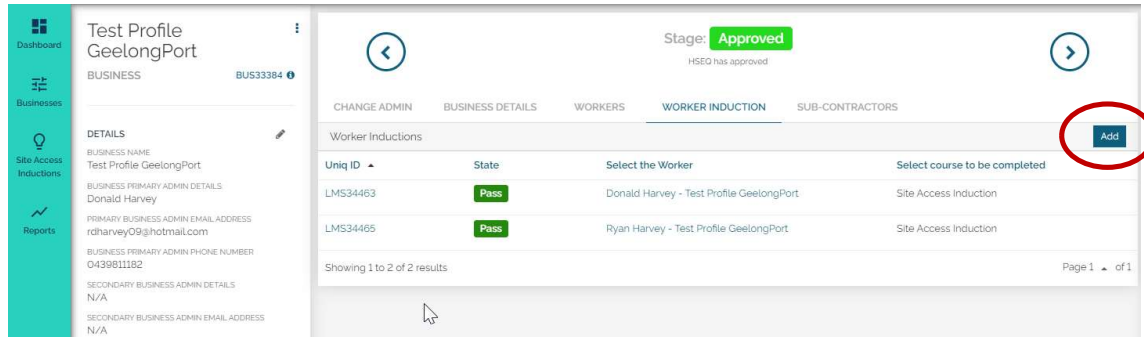 Dashboard
Businesses
Site Access
Inductions
Reports
Test Profile
GeelongPort
BUSINESS BUS33384
DETAILS
BUSINESS NAME
Test Profile GeelongPort
BUSINESS PRIMARY ADMIN DETAILS
Donald Harvey
PRIMARY BUSINESS ADMIN EMAIL ADDRESS
rdharvey09@hotmail.com
BUSINESS PRIMARY ADMIN PHONE NUMBER
0439811182
SECONDARY BUSINESS ADMIN DETAILS
N/A
SECONDARY BUSINESS ADMIN EMAIL ADDRESS
N/A
Stage: Approved
HSEQ has approved
CHANGE ADMIN BUSINESS DETAILS WORKERS WORKER INDUCTION SUB-CONTRACTORS
Worker Inductions Add
Uniq ID State Select the Worker Select course to be completed
LMS34463 Pass Donald Harvey - Test Profile GeelongPort Site Access Induction
LMS34465 Pass Ryan Harvey - Test Profile GeelongPort Site Access Induction
Showing 1 to 2 of 2 results Page 1 of 1